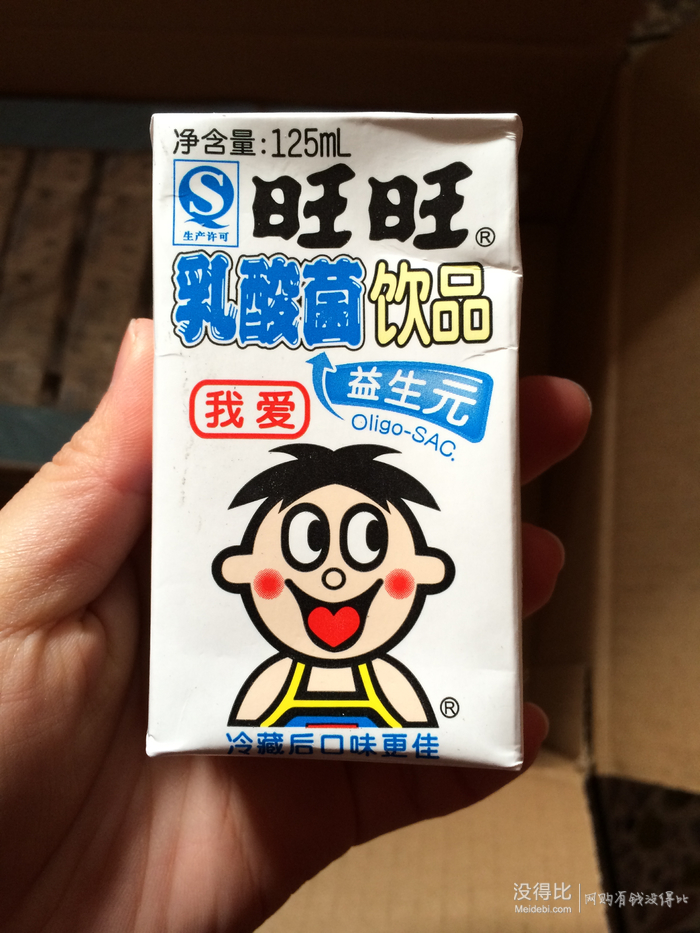 净含量:125mL
生产许可
旺旺®
乳酸菌饮品
益生元
Oligo-SAC.
我爱
®
冷藏后口味更佳
没得比
Meidebi.com
网购有钱没得比